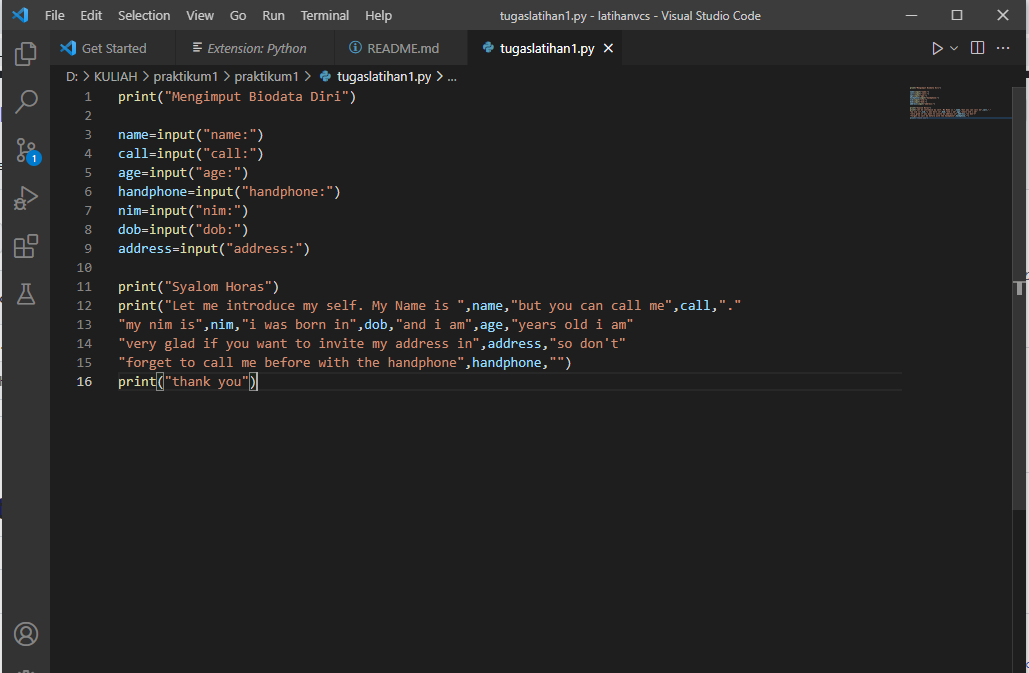 File Edit Selection View Go Run Terminal Help tugaslatihan1.py - latihanvcs - Visual Studio Code
Get Started Extension: Python README.md tugaslatihan1.py
D: > KULIAH > praktikum1 > praktikum1 > tugaslatihan1.py > ...
1 print("Mengimput Biodata Diri")
2
3 name=input("name:")
4 call=input("call:")
5 age=input("age:")
6 handphone=input("handphone:")
7 nim=input("nim:")
8 dob=input("dob:")
9 address=input("address:")
10
11 print("Syalom Horas")
12 print("Let me introduce my self. My Name is ",name,"but you can call me",call,"."
13 "my nim is",nim,"i was born in",dob,"and i am",age,"years old i am"
14 "very glad if you want to invite my address in",address,"so don't"
15 "forget to call me before with the handphone",handphone,"")
16 print("thank you")
1